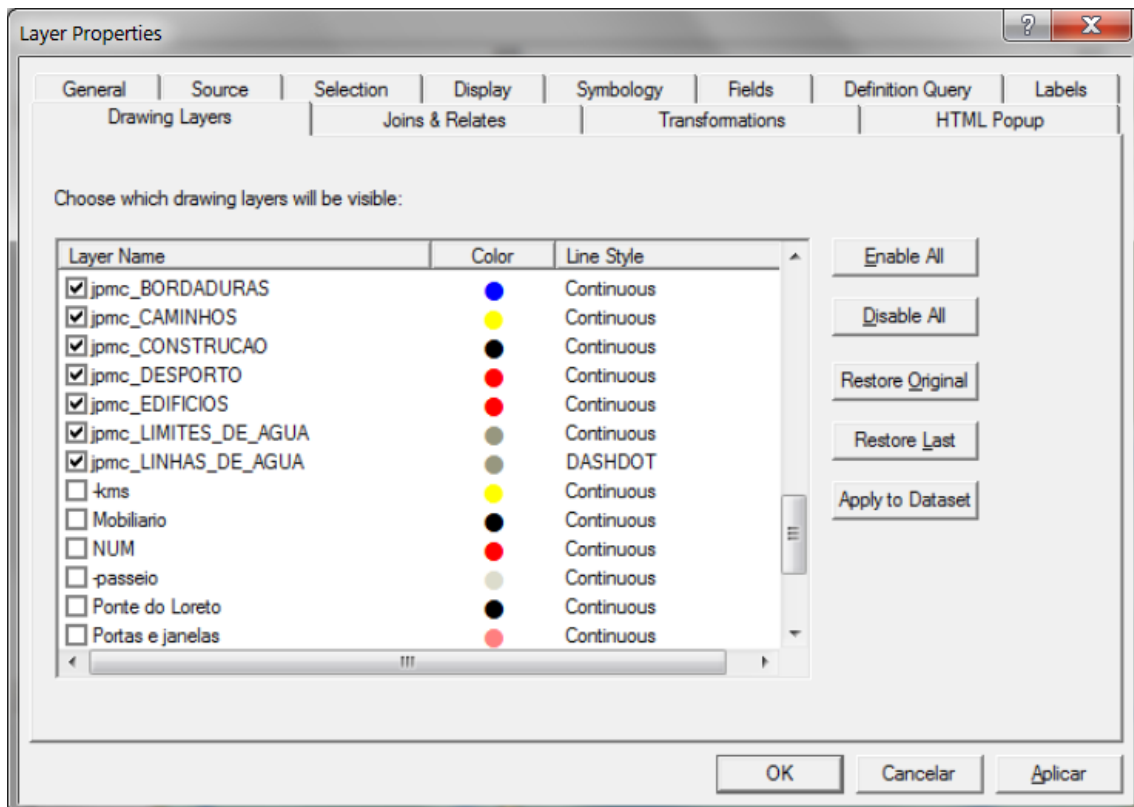 Layer Properties
General Source Selection Display Symbology Fields Definition Query Labels
Drawing Layers Joins & Relates Transformations HTML Popup
Choose which drawing layers will be visible:
Layer Name Color Line Style
jpmc_BORDADURAS Continuous
jpmc_CAMINHOS Continuous
jpmc_CONSTRUCAO Continuous
jpmc_DESPORTO Continuous
jpmc_EDIFICIOS Continuous
jpmc_LIMITES_DE_AGUA Continuous
jpmc_LINHAS_DE_AGUA DASHDOT
-kms Continuous
Mobiliario Continuous
NUM Continuous
-passeio Continuous
Ponte do Loreto Continuous
Portas e janelas Continuous
Enable All
Disable All
Restore Original
Restore Last
Apply to Dataset
OK Cancelar Aplicar